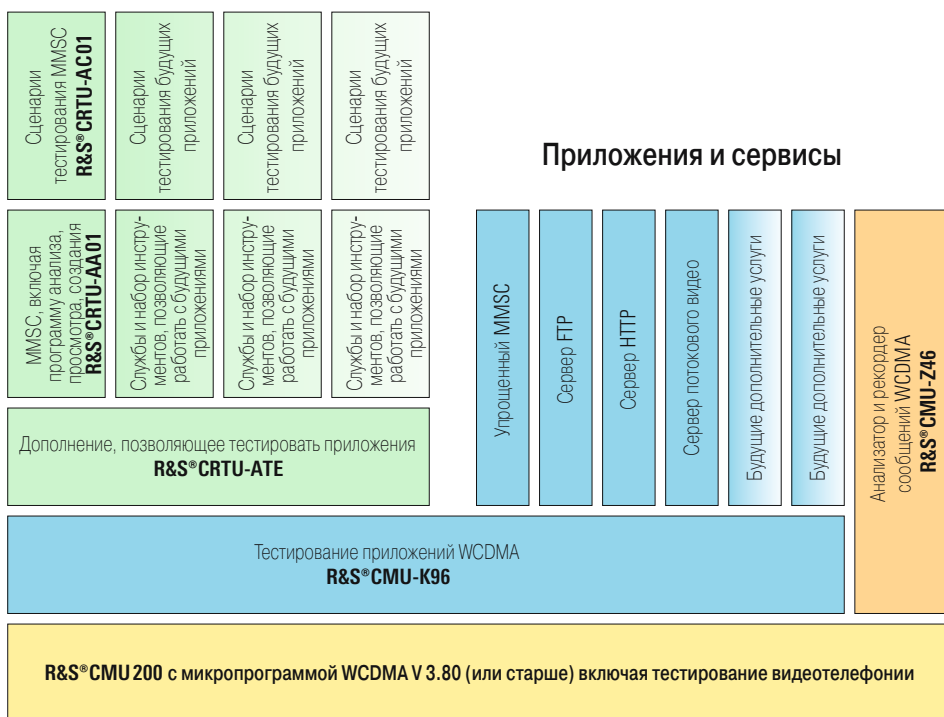 Сценарии
тестирования MMSC
R&S®CRTU-AC01
Сценарии
тестирования будущих
приложений
Сценарии
тестирования будущих
приложений
Сценарии
тестирования будущих
приложений
Приложения и сервисы
MMSC, включая
программу анализа,
просмотра, создания
R&S®CRTU-AA01
Службы и набор инстру-
ментов, позволяющие
работать с будущими
приложениями
Службы и набор инстру-
ментов, позволяющие
работать с будущими
приложениями
Службы и набор инстру-
ментов, позволяющие
работать с будущими
приложениями
Упрощенный MMSC
Сервер FTP
Сервер HTTP
Сервер потокового видео
Будущие дополнительные услуги
Будущие дополнительные услуги
Анализатор и рекордер
сообщений WCDMA
R&S®CMU-Z46
Дополнение, позволяющее тестировать приложения
R&S®CRTU-ATE
Тестирование приложений WCDMA
R&S®CMU-K96
R&S®CMU 200 с микропрограммой WCDMA V 3.80 (или старше) включая тестирование видеотелефонии